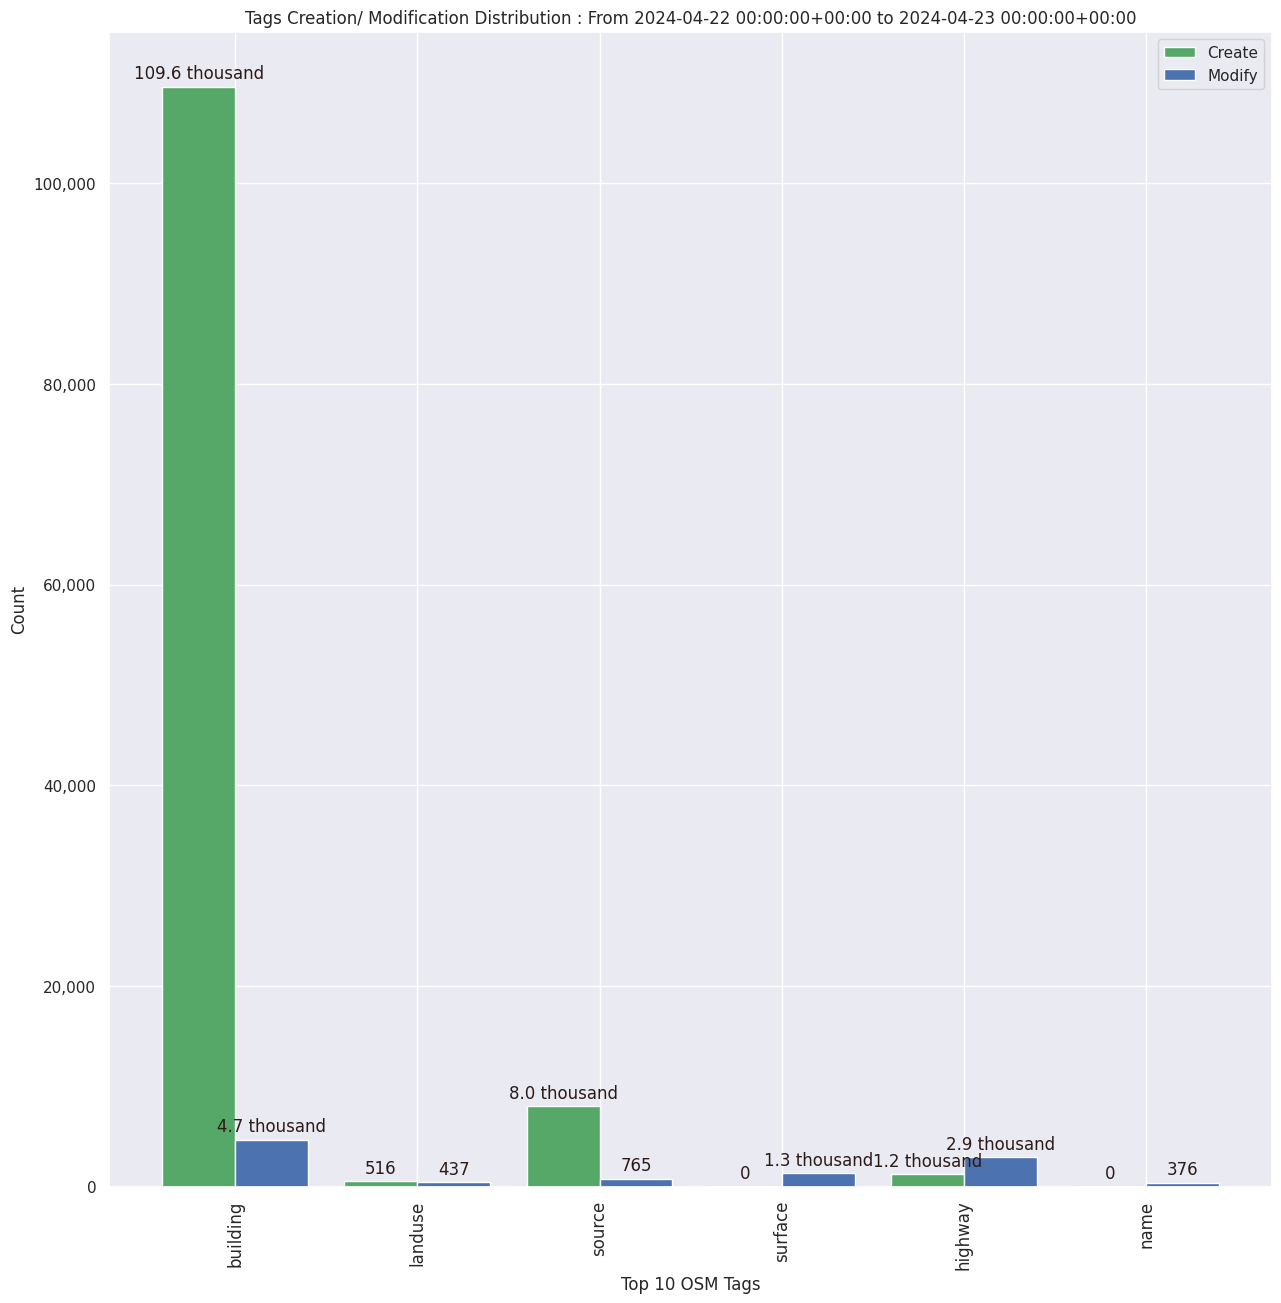 Tags Creation/ Modification Distribution : From 2024-04-22 00:00:00+00:00 to 2024-04-23 00:00:00+00:00
Create
Modify
109.6 thousand
100,000
80,000
60,000
Count
40,000
20,000
8.0 thousand
4.7 thousand
2.9 thousand
516
437
765
0
1.3 thousand
1.2 thousand
0
376
0
building
landuse
source
surface
highway
name
Top 10 OSM Tags